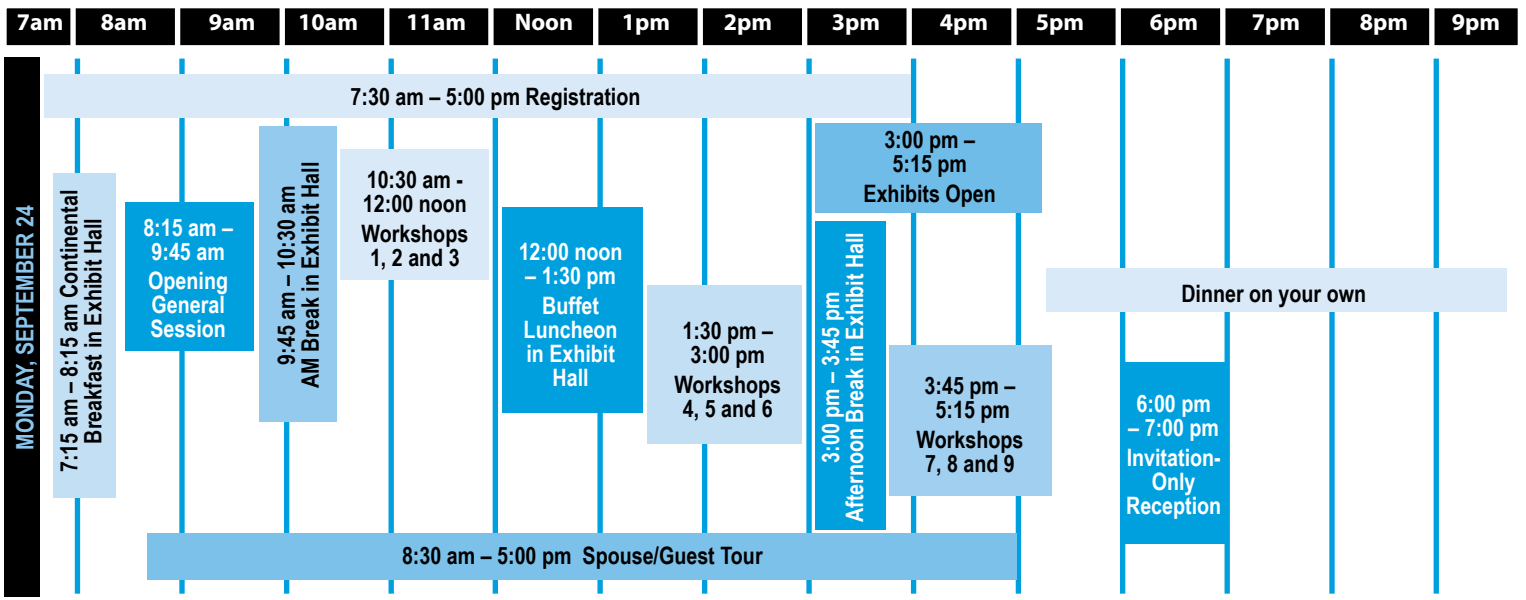 7am 8am 9am 10am 11am Noon 1pm 2pm 3pm 4pm 5pm 6pm 7pm 8pm 9pm
MONDAY, SEPTEMBER 24
7:30 am – 5:00 pm Registration
7:15 am – 8:15 am Continental
Breakfast in Exhibit Hall
8:15 am –
9:45 am
Opening
General
Session
9:45 am – 10:30 am
AM Break in Exhibit Hall
10:30 am -
12:00 noon
Workshops
1, 2 and 3
12:00 noon
– 1:30 pm
Buffet
Luncheon
in Exhibit
Hall
1:30 pm –
3:00 pm
Workshops
4, 5 and 6
3:00 pm –
5:15 pm
Exhibits Open
3:00 pm – 3:45 pm
Afternoon Break in Exhibit Hall
3:45 pm –
5:15 pm
Workshops
7, 8 and 9
Dinner on your own
6:00 pm
– 7:00 pm
Invitation-
Only
Reception
8:30 am – 5:00 pm Spouse/Guest Tour